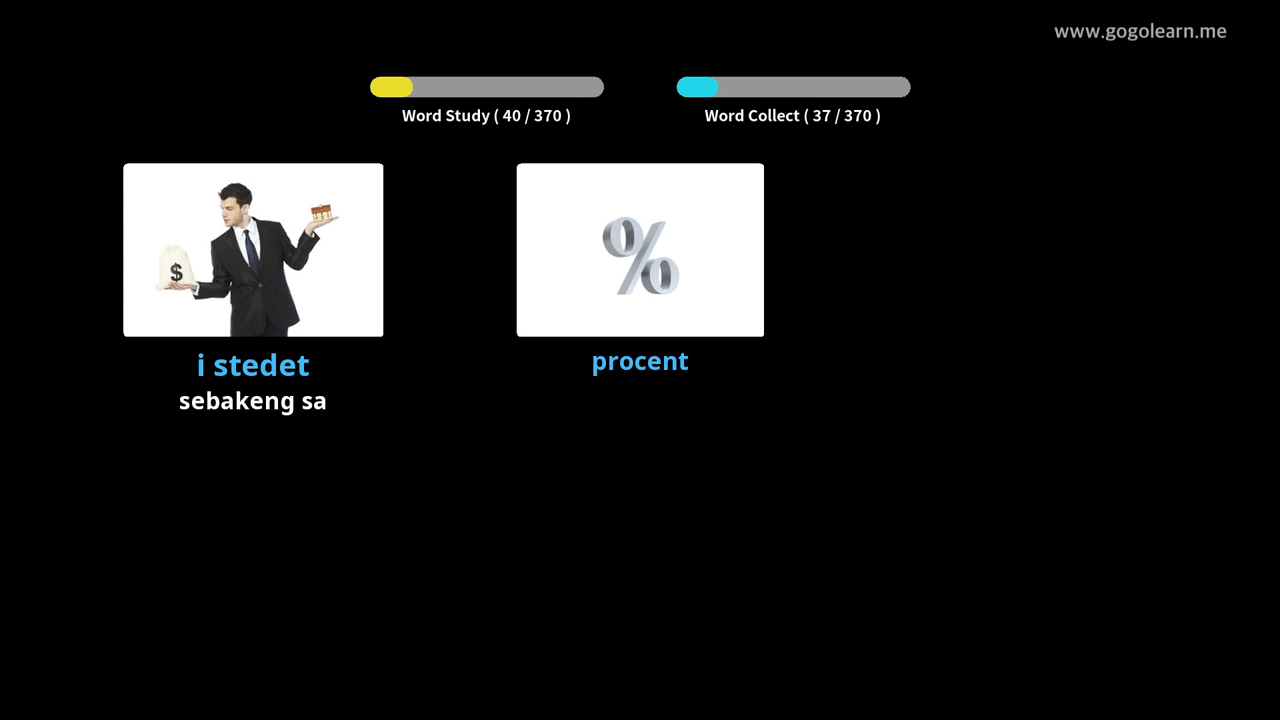 www.gogolearn.me
Word Study ( 40 / 370 )
Word Collect ( 37 / 370 )
$
%
i stedet
sebakeng sa
procent